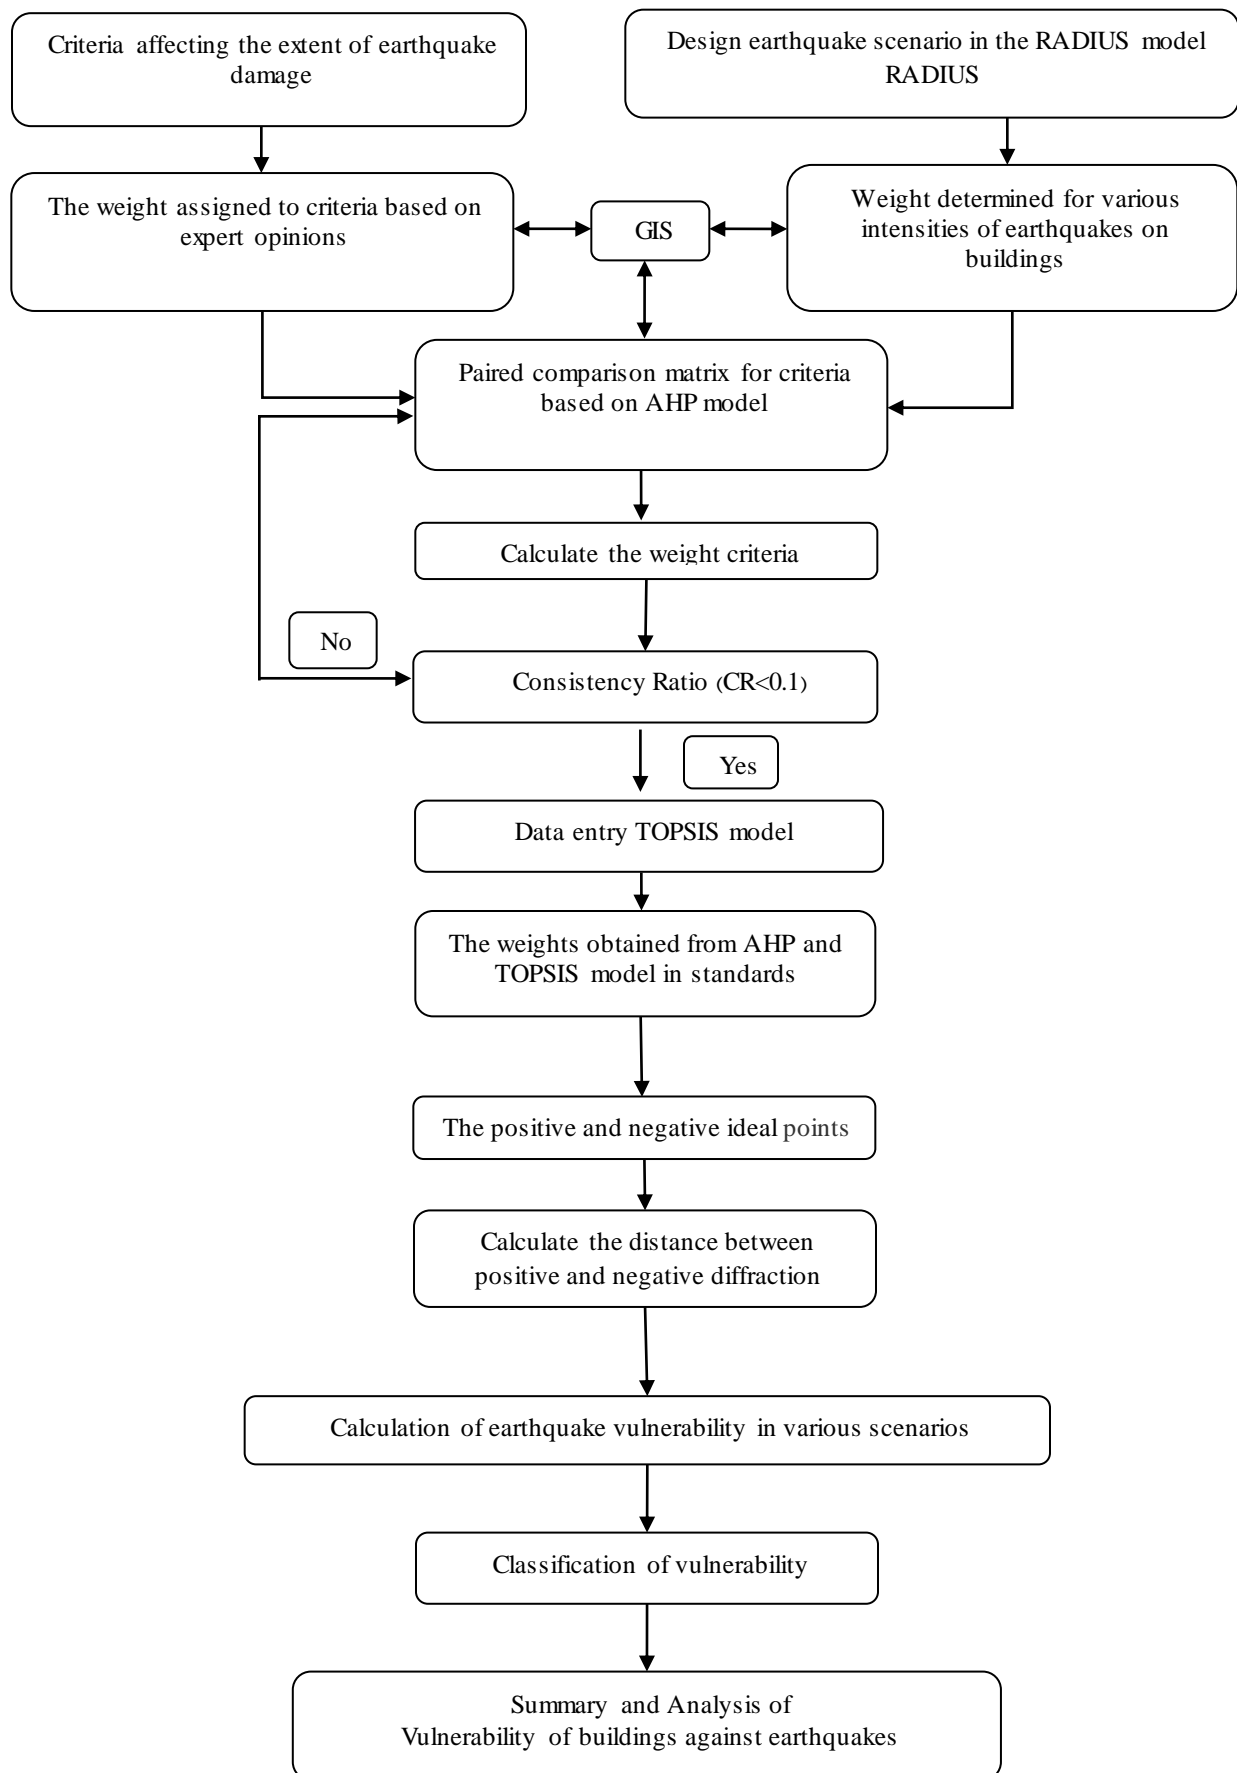 Criteria affecting the extent of earthquake
damage
Design earthquake scenario in the RADIUS model
RADIUS
The weight assigned to criteria based on
expert opinions
GIS
Weight determined for various
intensities of earthquakes on
buildings
Paired comparison matrix for criteria
based on AHP model
Calculate the weight criteria
No
Consistency Ratio (CR<0.1)
Yes
Data entry TOPSIS model
The weights obtained from AHP and
TOPSIS model in standards
The positive and negative ideal points
Calculate the distance between
positive and negative diffraction
Calculation of earthquake vulnerability in various scenarios
Classification of vulnerability
Summary and Analysis of
Vulnerability of buildings against earthquakes